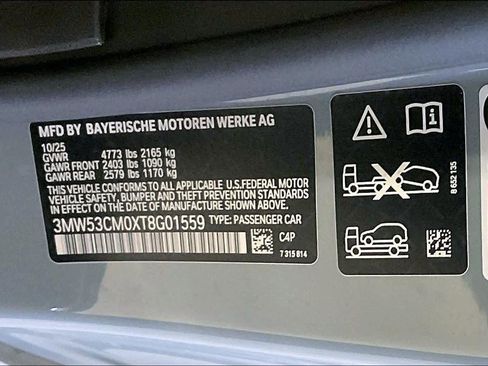 MFD BY BAYERISCHE MOTOREN WERKE AG
10/25
GVWR 4773 lbs 2165 kg
GAWR FRONT 2403 lbs 1090 kg
GAWR REAR 2579 lbs 1170 kg
THIS VEHICLE CONFORMS TO ALL APPLICABLE U.S.FEDERAL MOTOR
VEHICLE SAFETY, BUMPER, AND THEFT PREVENTION STANDARDS
IN EFFECT ON THE DATE OF MANUFACTURE SHOWN ABOVE.
3MW53CM0XT8G01559 TYPE: PASSENGER CAR
C4P
7 315 814
8 652 135